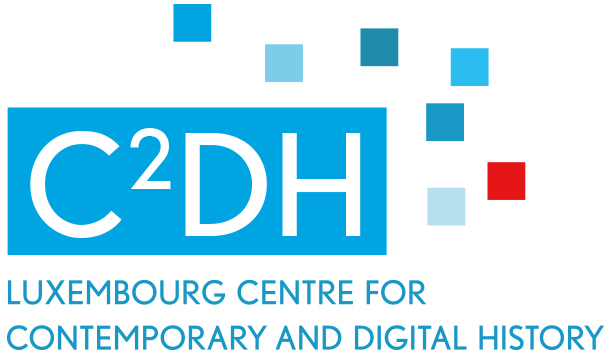 C²DH
LUXEMBOURG CENTRE FOR
CONTEMPORARY AND DIGITAL HISTORY